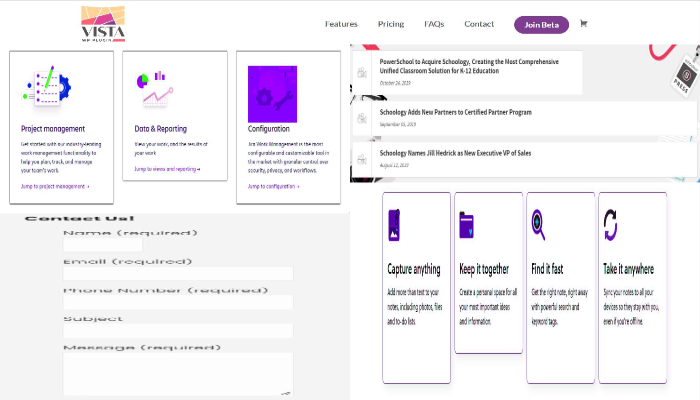 VISTA
WP PLUGIN
Features
Pricing
FAQs
Contact
Join Beta
Project management
Get started with our industry-leading
work management functionality to
help you plan, track, and manage
your team's work.
Jump to project management →
Data & Reporting
View your work, and the results of
your work
Jump to views and reporting →
Configuration
Jira Work Management is the most
configurable and customizable tool in
the market with granular control over
security, privacy, and workflows.
Jump to configuration →
PowerSchool to Acquire Schoology, Creating the Most Comprehensive
Unified Classroom Solution for K-12 Education
October 24, 2019
Schoology Adds New Partners to Certified Partner Program
September 03, 2019
Schoology Names Jill Hedrick as New Executive VP of Sales
August 12, 2019
PRESS
Contact Us!
Name (required)
Email (required)
Phone Number (required)
Subject
Message (required)
Capture anything
Add more than text to your
notes, including photos, files
and to-do lists.
Keep it together
Create a personal space for all
your most important ideas
and information.
Find it fast
Get the right note, right away
with powerful search and
keyword tags.
Take it anywhere
Sync your notes to all your
devices so they stay with you,
even if you're offline.